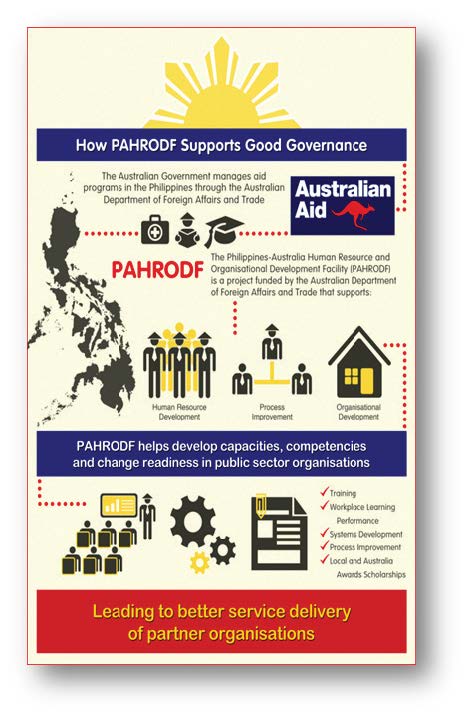 How PAHRODF Supports Good Governance
The Australian Government manages aid
programs in the Philippines through the Australian
Department of Foreign Affairs and Trade
Australian
Aid
PAHRODF
The Philippines-Australia Human Resource and
Organisational Development Facility (PAHRODF)
is a project funded by the Australian Department
of Foreign Affairs and Trade that supports:
Human Resource
Development
Process
Improvement
Organisational
Development
PAHRODF helps develop capacities, competencies
and change readiness in public sector organisations
Training
Workplace Learning
Performance
Systems Development
Process Improvement
Local and Australia
Awards Scholarships
Leading to better service delivery
of partner organisations